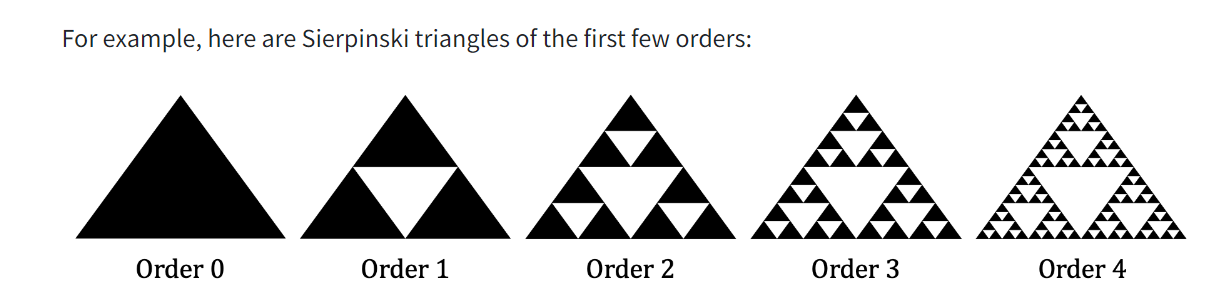 For example, here are Sierpinski triangles of the first few orders:
Order 0 Order 1 Order 2 Order 3 Order 4